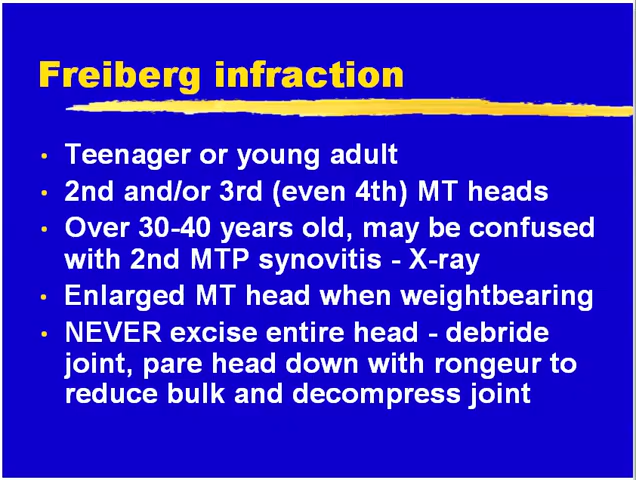 Freiberg infraction
• Teenager or young adult
• 2nd and/or 3rd (even 4th) MT heads
• Over 30-40 years old, may be confused
with 2nd MTP synovitis - X-ray
• Enlarged MT head when weightbearing
• NEVER excise entire head - debride
joint, pare head down with rongeur to
reduce bulk and decompress joint